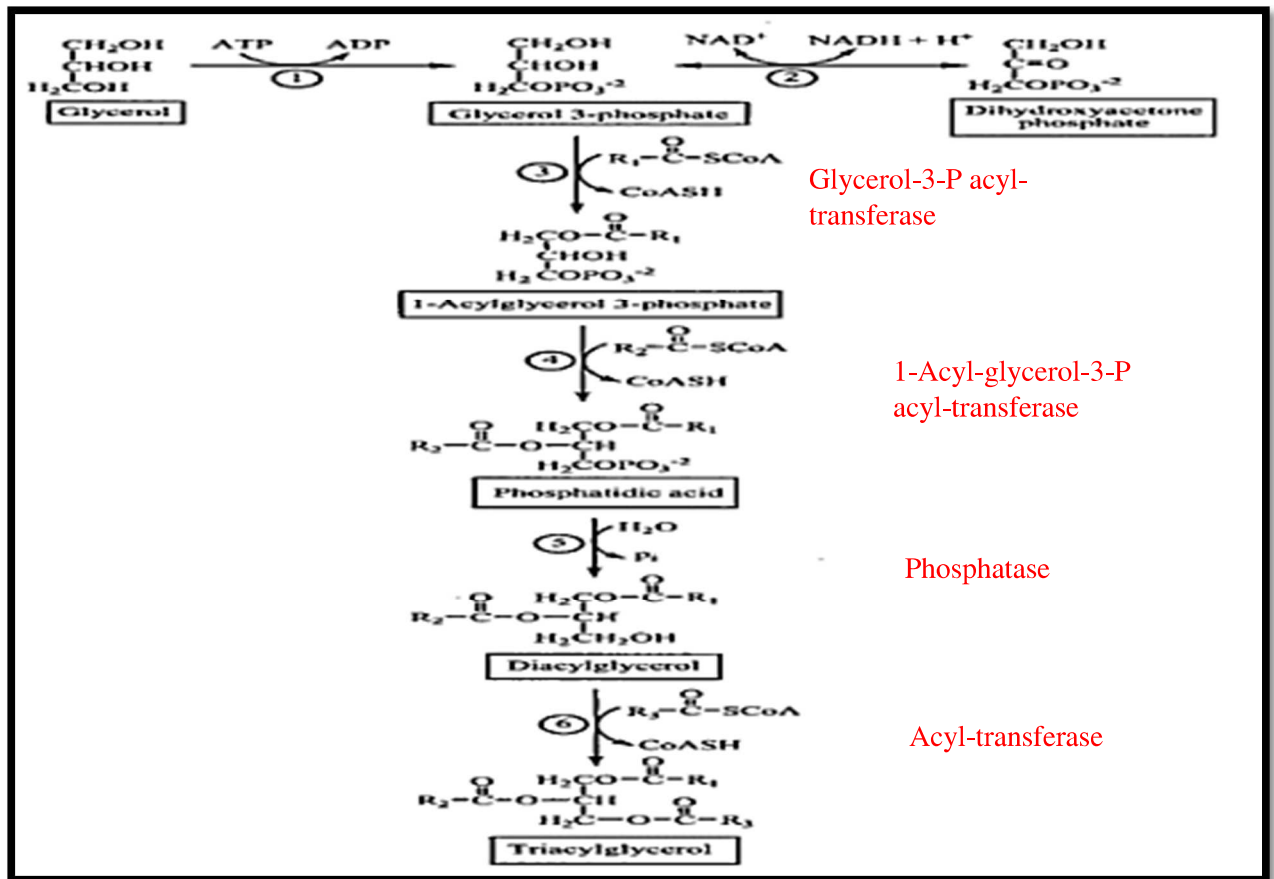 CH₂OH ATP ADP CH₂OH NAD⁺ NADH + H⁺ CH₂OH
CHOH CHOH C=O
H₂COH 1 H₂COPO₃⁻² 2 H₂COPO₃⁻²
Glycerol Glycerol 3-phosphate Dihydroxyacetone
phosphate
O
3 R₁—C—SCoA
CoASH
Glycerol-3-P acyl-
transferase
O
H₂CO—C—R₁
CHOH
H₂COPO₃⁻²
1-Acylglycerol 3-phosphate
O
4 R₂—C—SCoA
CoASH
1-Acyl-glycerol-3-P
acyl-transferase
O
O H₂CO—C—R₁
R₂—C—O—CH
H₂COPO₃⁻²
Phosphatidic acid
H₂O
5
Pi
Phosphatase
O
O H₂CO—C—R₁
R₂—C—O—CH
H₂CH₂OH
Diacylglycerol
O
6 R₃—C—SCoA
CoASH
Acyl-transferase
O
O H₂CO—C—R₁
R₂—C—O—CH O
H₂C—O—C—R₃
Triacylglycerol